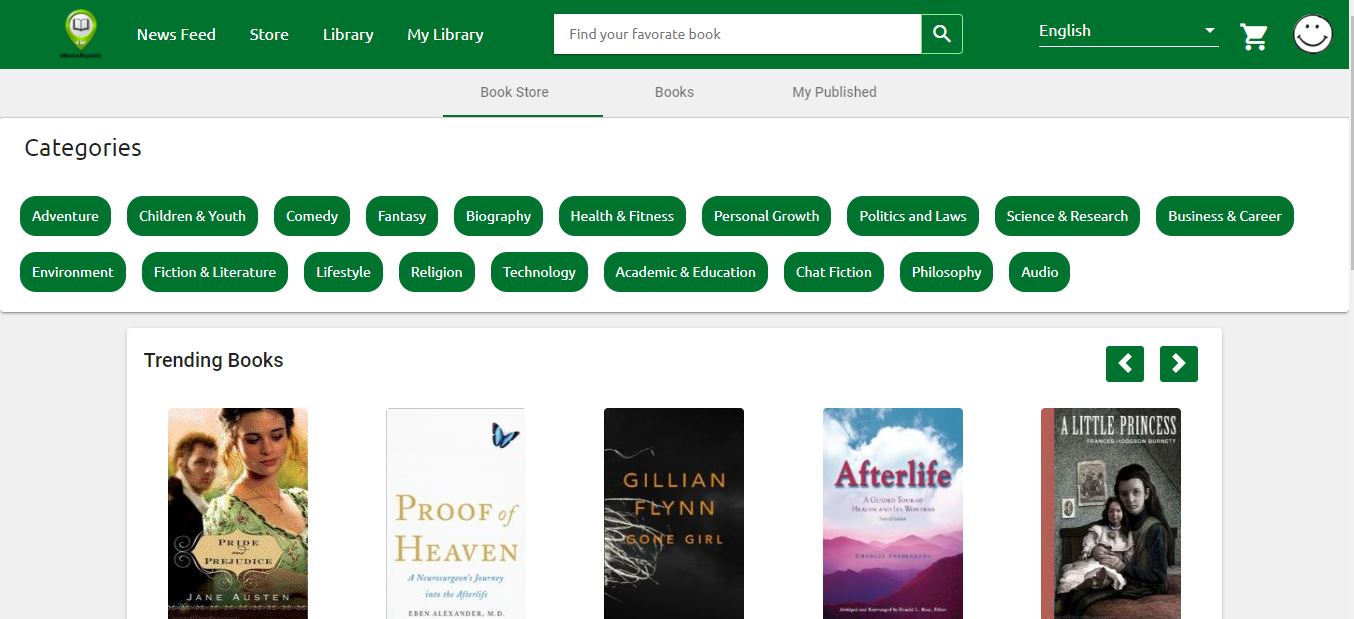 News Feed Store Library My Library Find your favorate book English
Book Store Books My Published
Categories
Adventure Children & Youth Comedy Fantasy Biography Health & Fitness Personal Growth Politics and Laws Science & Research Business & Career
Environment Fiction & Literature Lifestyle Religion Technology Academic & Education Chat Fiction Philosophy Audio
Trending Books
PRIDE
and
PREJUDICE
JANE AUSTEN
PROOF of
HEAVEN
A Neurosurgeon's Journey
into the Afterlife
EBEN ALEXANDER, M.D.
GILLIAN
FLYNN
GONE GIRL
Afterlife
A GUIDED TOUR OF
HEAVEN AND ITS WONDERS
A LITTLE PRINCESS
FRANCES HODGSON BURNETT